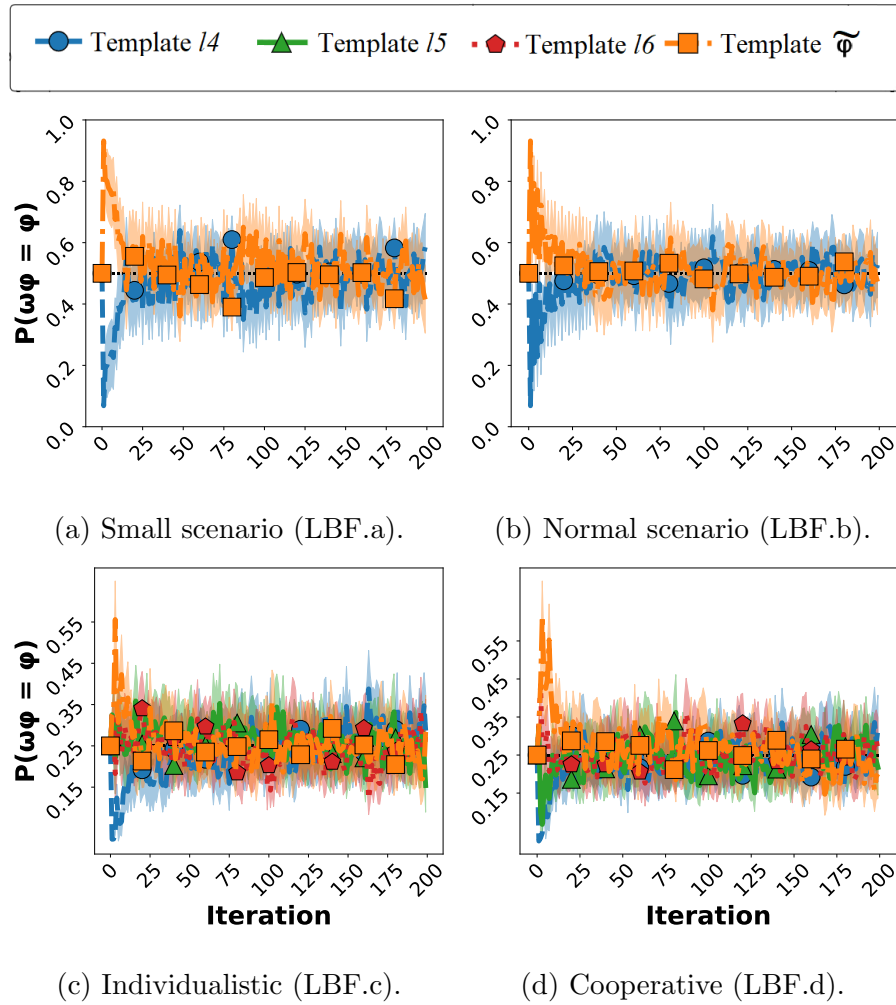 Template l4 Template l5 Template l6 Template φ̃
P(ωφ = φ)
1.0
0.8
0.6
0.4
0.2
0.0
0 25 50 75 100 125 150 175 200
1.0
0.8
0.6
0.4
0.2
0.0
0 25 50 75 100 125 150 175 200
(a) Small scenario (LBF.a). (b) Normal scenario (LBF.b).
P(ωφ = φ)
0.55
0.45
0.35
0.25
0.15
0 25 50 75 100 125 150 175 200
Iteration
0.55
0.45
0.35
0.25
0.15
0 25 50 75 100 125 150 175 200
Iteration
(c) Individualistic (LBF.c). (d) Cooperative (LBF.d).